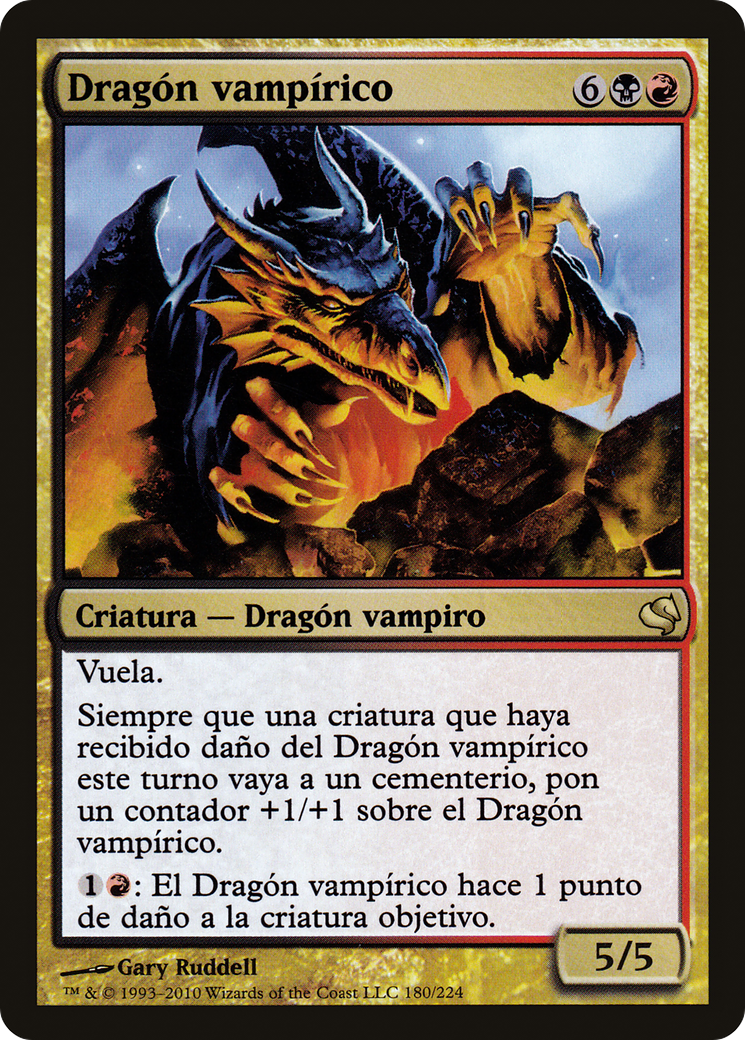 Dragón vampírico
6
Criatura — Dragón vampiro
Vuela.
Siempre que una criatura que haya
recibido daño del Dragón vampírico
este turno vaya a un cementerio, pon
un contador +1/+1 sobre el Dragón
vampírico.
1: El Dragón vampírico hace 1 punto
de daño a la criatura objetivo.
5/5
Gary Ruddell
™ & © 1993–2010 Wizards of the Coast LLC 180/224